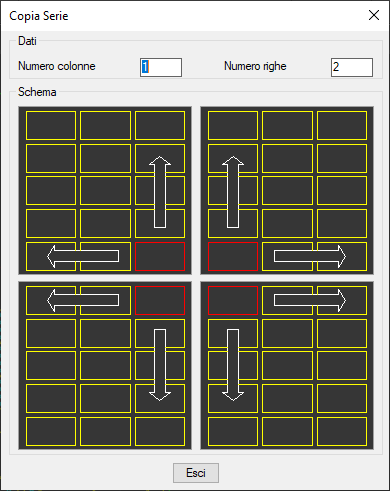 Copia Serie
Dati
Numero colonne 1 Numero righe 2
Schema
Esci